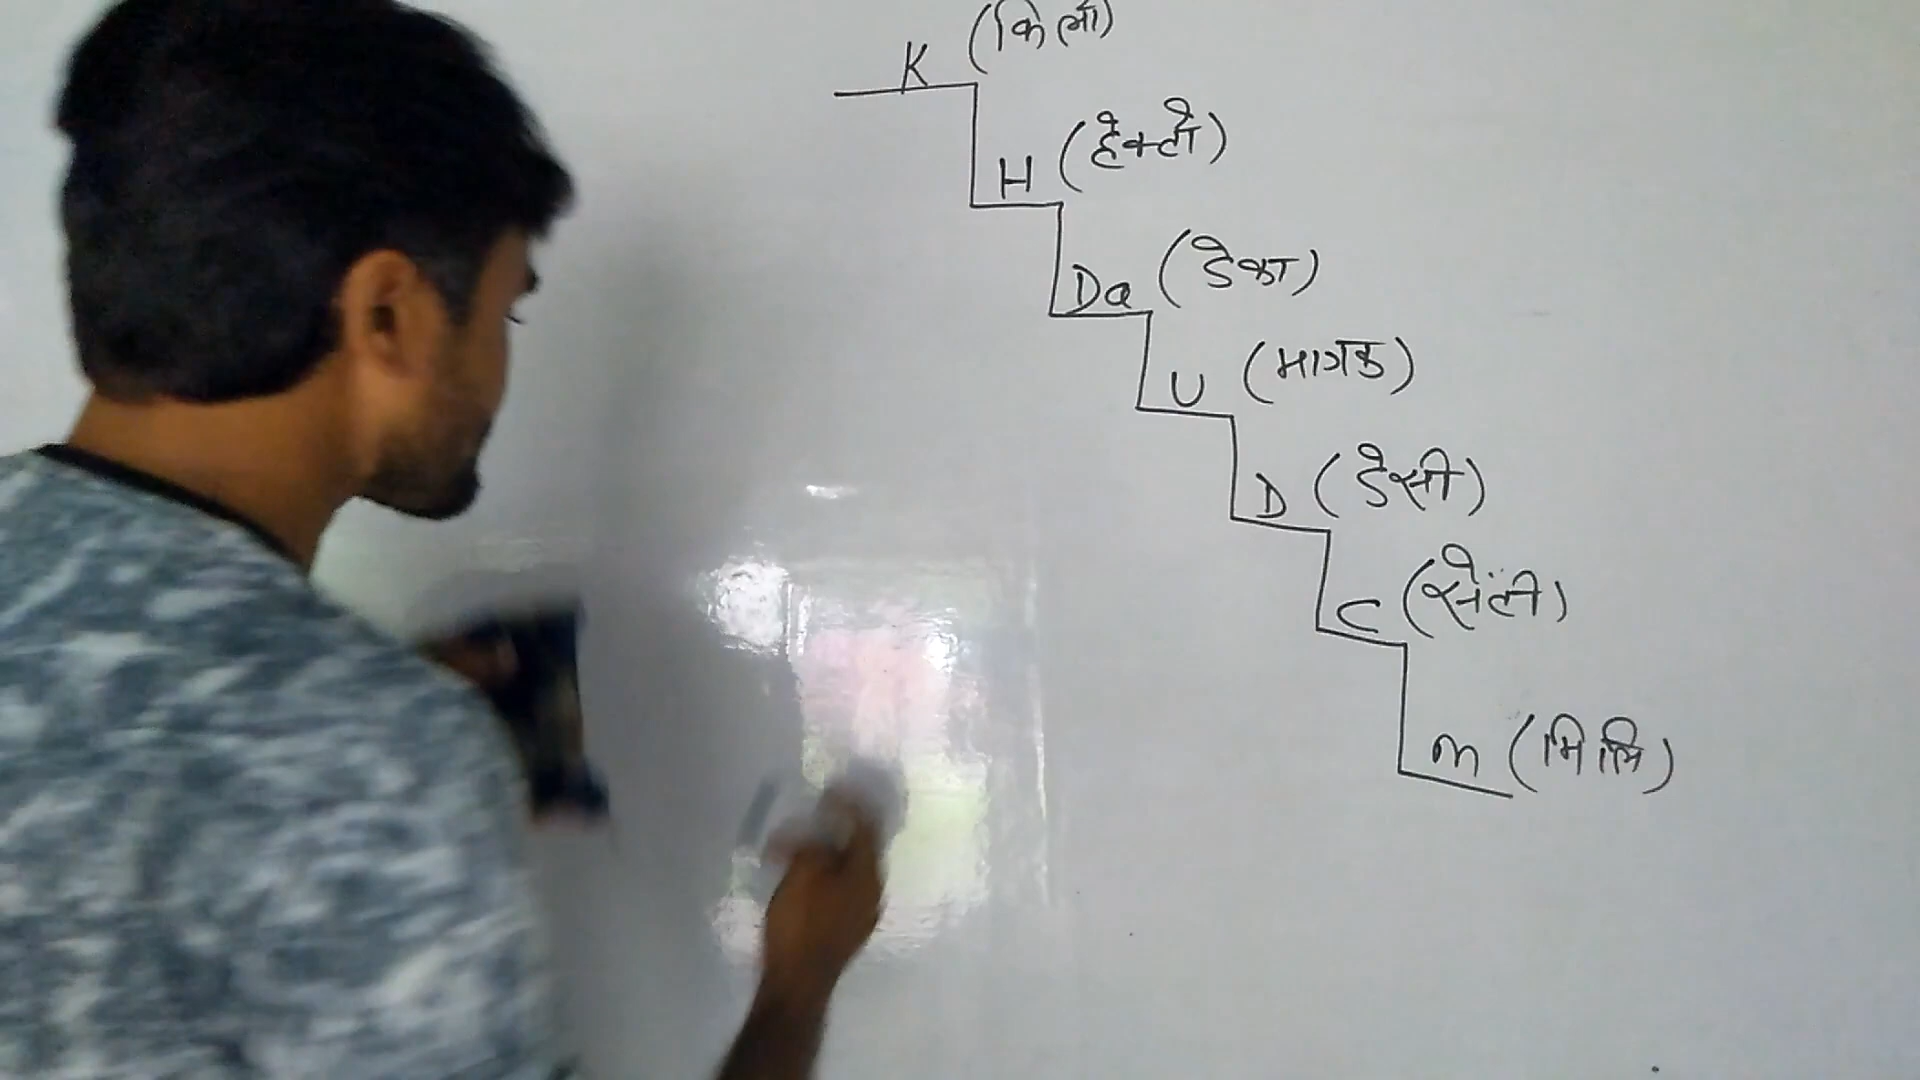 K (किलो)
H (हेक्टो)
Da (डेका)
U (मात्रक)
D (डेसी)
C (सेंटी)
m (मिलि)